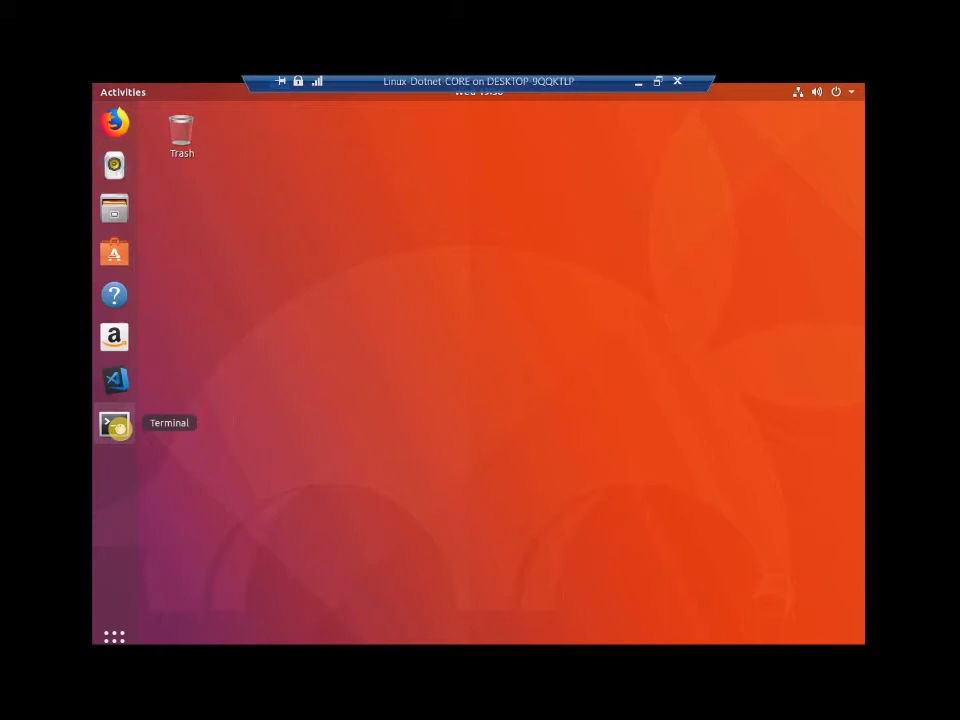 Linux-Dotnet-CORE on DESKTOP-9QQKTLP
Activities
Trash
Terminal